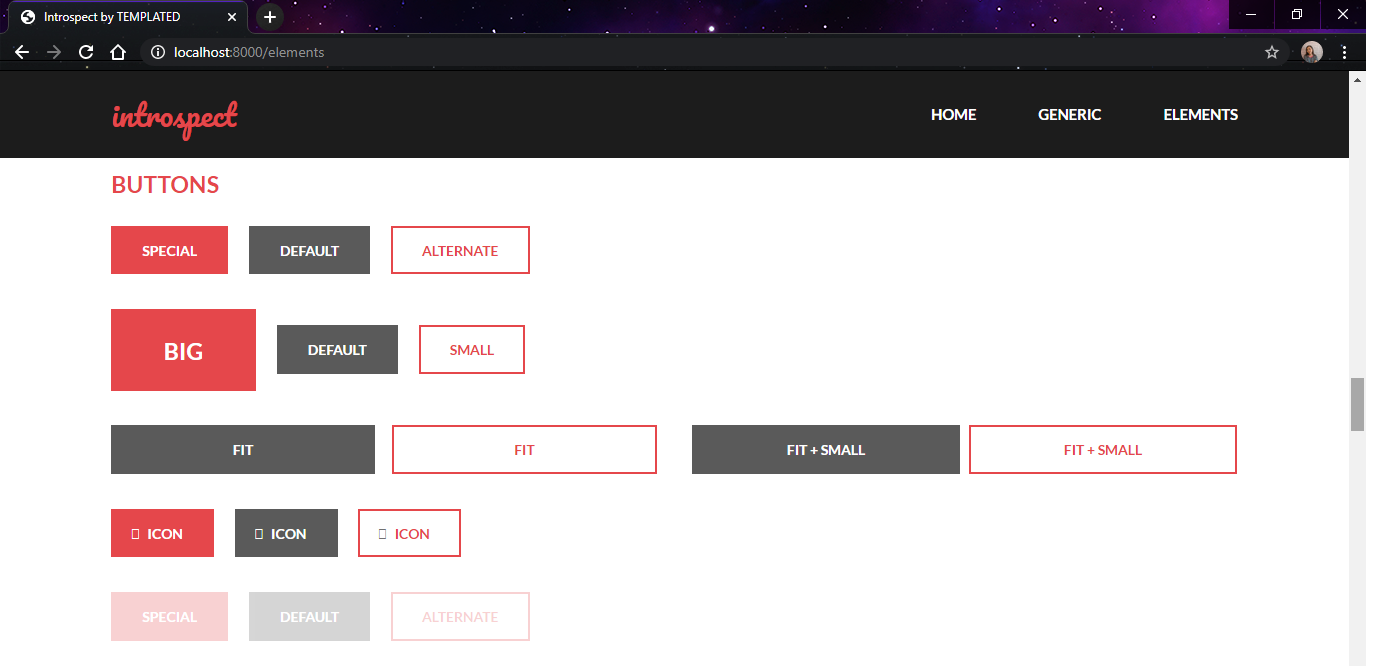 Introspect by TEMPLATED
localhost:8000/elements
introspect
HOME GENERIC ELEMENTS
BUTTONS
SPECIAL DEFAULT ALTERNATE
BIG DEFAULT SMALL
FIT FIT FIT + SMALL FIT + SMALL
ICON ICON ICON
SPECIAL DEFAULT ALTERNATE